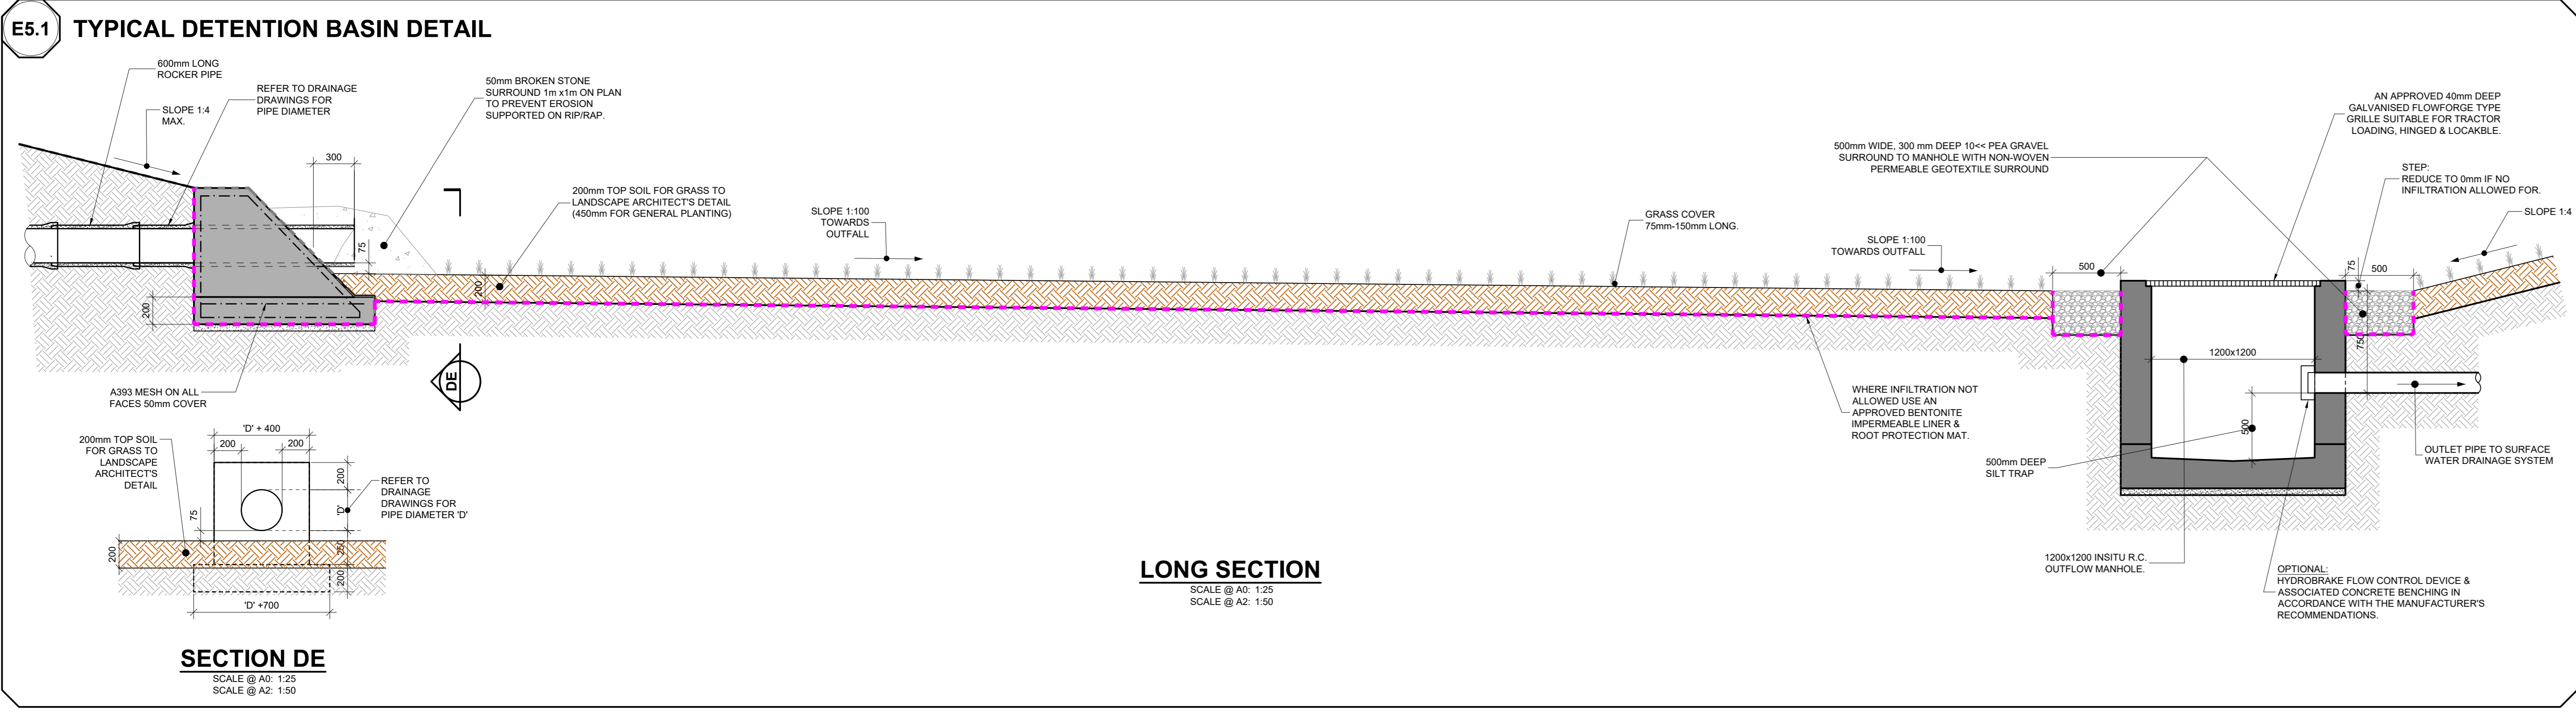 E5.1
TYPICAL DETENTION BASIN DETAIL
600mm LONG
ROCKER PIPE
SLOPE 1:4
MAX.
REFER TO DRAINAGE
DRAWINGS FOR
PIPE DIAMETER
300
75
200
50mm BROKEN STONE
SURROUND 1m x1m ON PLAN
TO PREVENT EROSION
SUPPORTED ON RIP/RAP.
200mm TOP SOIL FOR GRASS TO
LANDSCAPE ARCHITECT'S DETAIL
(450mm FOR GENERAL PLANTING)
200
SLOPE 1:100
TOWARDS
OUTFALL
GRASS COVER
75mm-150mm LONG.
SLOPE 1:100
TOWARDS OUTFALL
500mm WIDE, 300 mm DEEP 10<< PEA GRAVEL
SURROUND TO MANHOLE WITH NON-WOVEN
PERMEABLE GEOTEXTILE SURROUND
AN APPROVED 40mm DEEP
GALVANISED FLOWFORGE TYPE
GRILLE SUITABLE FOR TRACTOR
LOADING, HINGED & LOCAKBLE.
STEP:
REDUCE TO 0mm IF NO
INFILTRATION ALLOWED FOR.
SLOPE 1:4
500
75
500
1200x1200
750
500
A393 MESH ON ALL
FACES 50mm COVER
DE
WHERE INFILTRATION NOT
ALLOWED USE AN
APPROVED BENTONITE
IMPERMEABLE LINER &
ROOT PROTECTION MAT.
500mm DEEP
SILT TRAP
OUTLET PIPE TO SURFACE
WATER DRAINAGE SYSTEM
1200x1200 INSITU R.C.
OUTFLOW MANHOLE.
OPTIONAL:
HYDROBRAKE FLOW CONTROL DEVICE &
ASSOCIATED CONCRETE BENCHING IN
ACCORDANCE WITH THE MANUFACTURER'S
RECOMMENDATIONS.
200mm TOP SOIL
FOR GRASS TO
LANDSCAPE
ARCHITECT'S
DETAIL
'D' + 400
200
200
200
'D'
250
200
75
200
'D' +700
REFER TO
DRAINAGE
DRAWINGS FOR
PIPE DIAMETER 'D'
LONG SECTION
SCALE @ A0: 1:25
SCALE @ A2: 1:50
SECTION DE
SCALE @ A0: 1:25
SCALE @ A2: 1:50